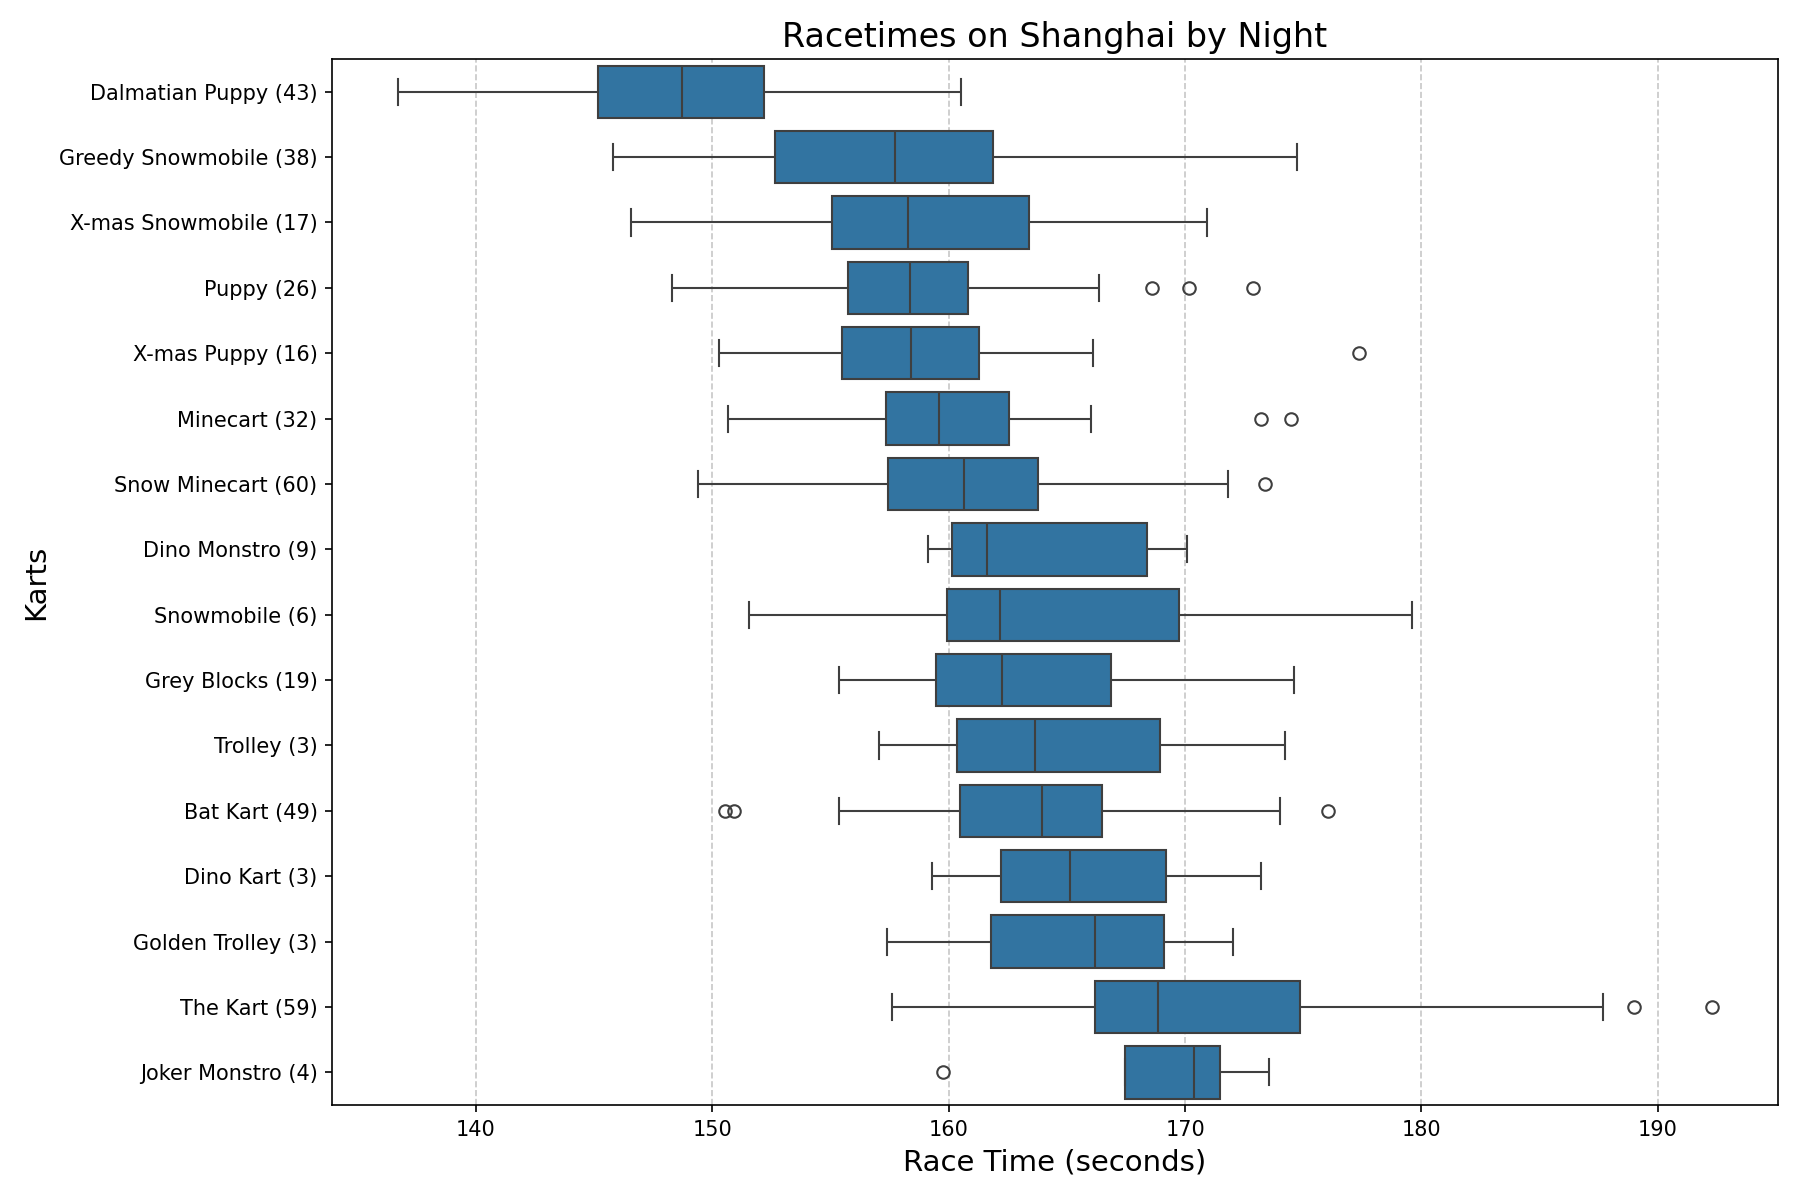 Racetimes on Shanghai by Night
Dalmatian Puppy (43)
Greedy Snowmobile (38)
X-mas Snowmobile (17)
Puppy (26)
X-mas Puppy (16)
Minecart (32)
Snow Minecart (60)
Dino Monstro (9)
Snowmobile (6)
Grey Blocks (19)
Trolley (3)
Bat Kart (49)
Dino Kart (3)
Golden Trolley (3)
The Kart (59)
Joker Monstro (4)
Karts
140 150 160 170 180 190
Race Time (seconds)